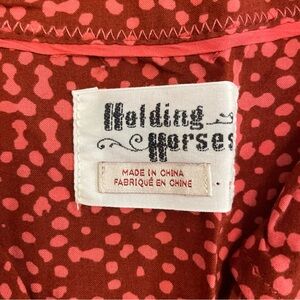 Holding
Horses
MADE IN CHINA
FABRIQUÉ EN CHINE